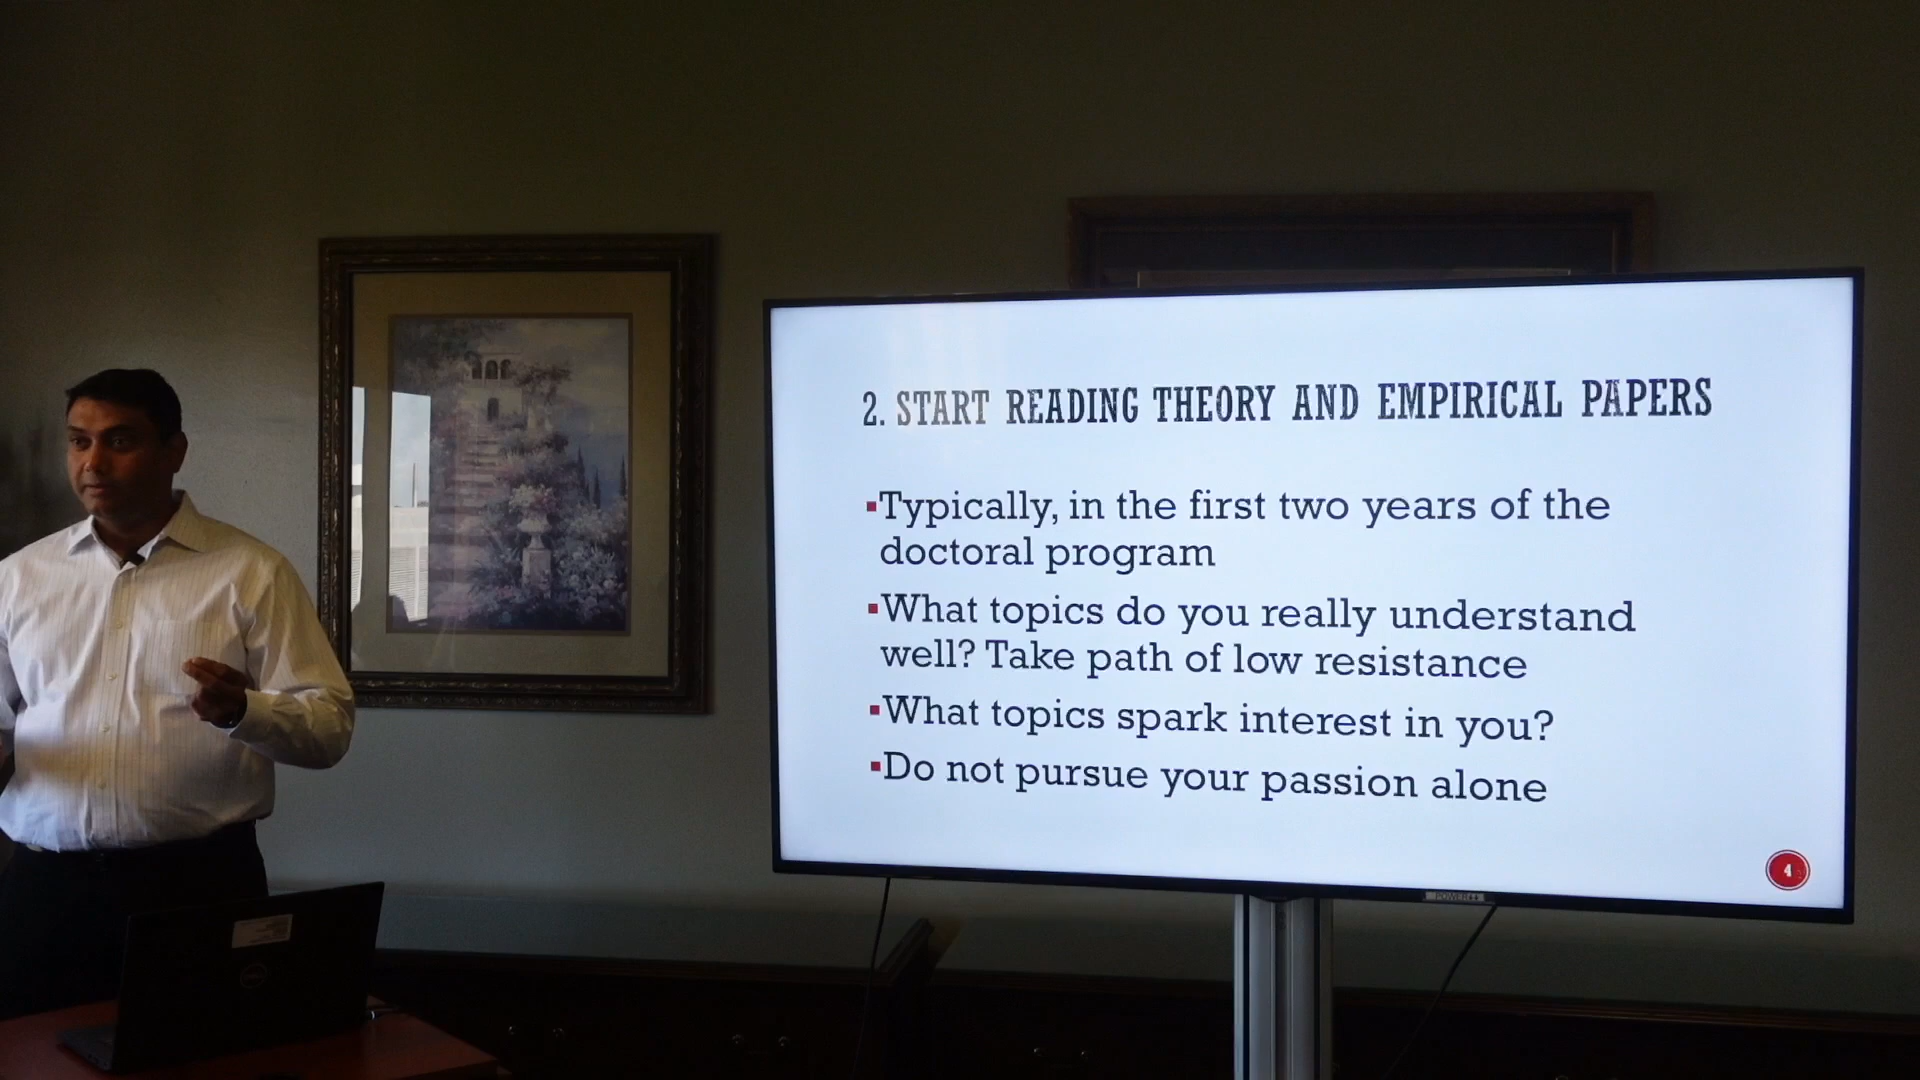 2. START READING THEORY AND EMPIRICAL PAPERS
▪Typically, in the first two years of the
doctoral program
▪What topics do you really understand
well? Take path of low resistance
▪What topics spark interest in you?
▪Do not pursue your passion alone
4